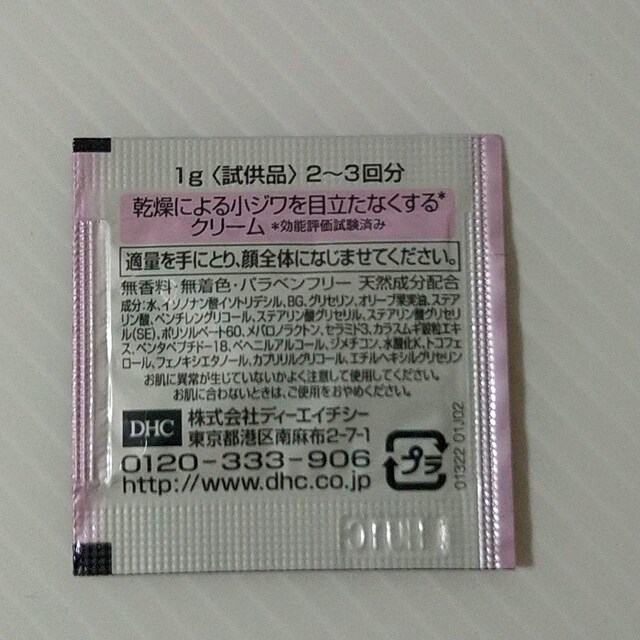 1g〈試供品〉2～3回分
乾燥による小ジワを目立たなくする*
クリーム *効能評価試験済み
適量を手にとり、顔全体になじませてください。
無香料・無着色・パラベンフリー 天然成分配合
成分:水、イソノナン酸イソトリデシル、BG、グリセリン、オリーブ果実油、ステア
リン酸、ペンチレングリコール、ステアリン酸グリセリル、ステアリン酸グリセリ
ル(SE)、ポリソルベート60、メバロノラクトン、セラミド3、カラスムギ穀粒エキ
ス、ペンタペプチド-18、ベヘニルアルコール、ジメチコン、水酸化K、トコフェ
ロール、フェノキシエタノール、カプリリルグリコール、エチルヘキシルグリセリン
お肌に異常が生じていないかよく注意して使用してください。
お肌に合わないときは、ご使用をおやめください。
DHC 株式会社ディーエイチシー
東京都港区南麻布2-7-1
0120-333-906
http://www.dhc.co.jp
プラ
01322 01J02